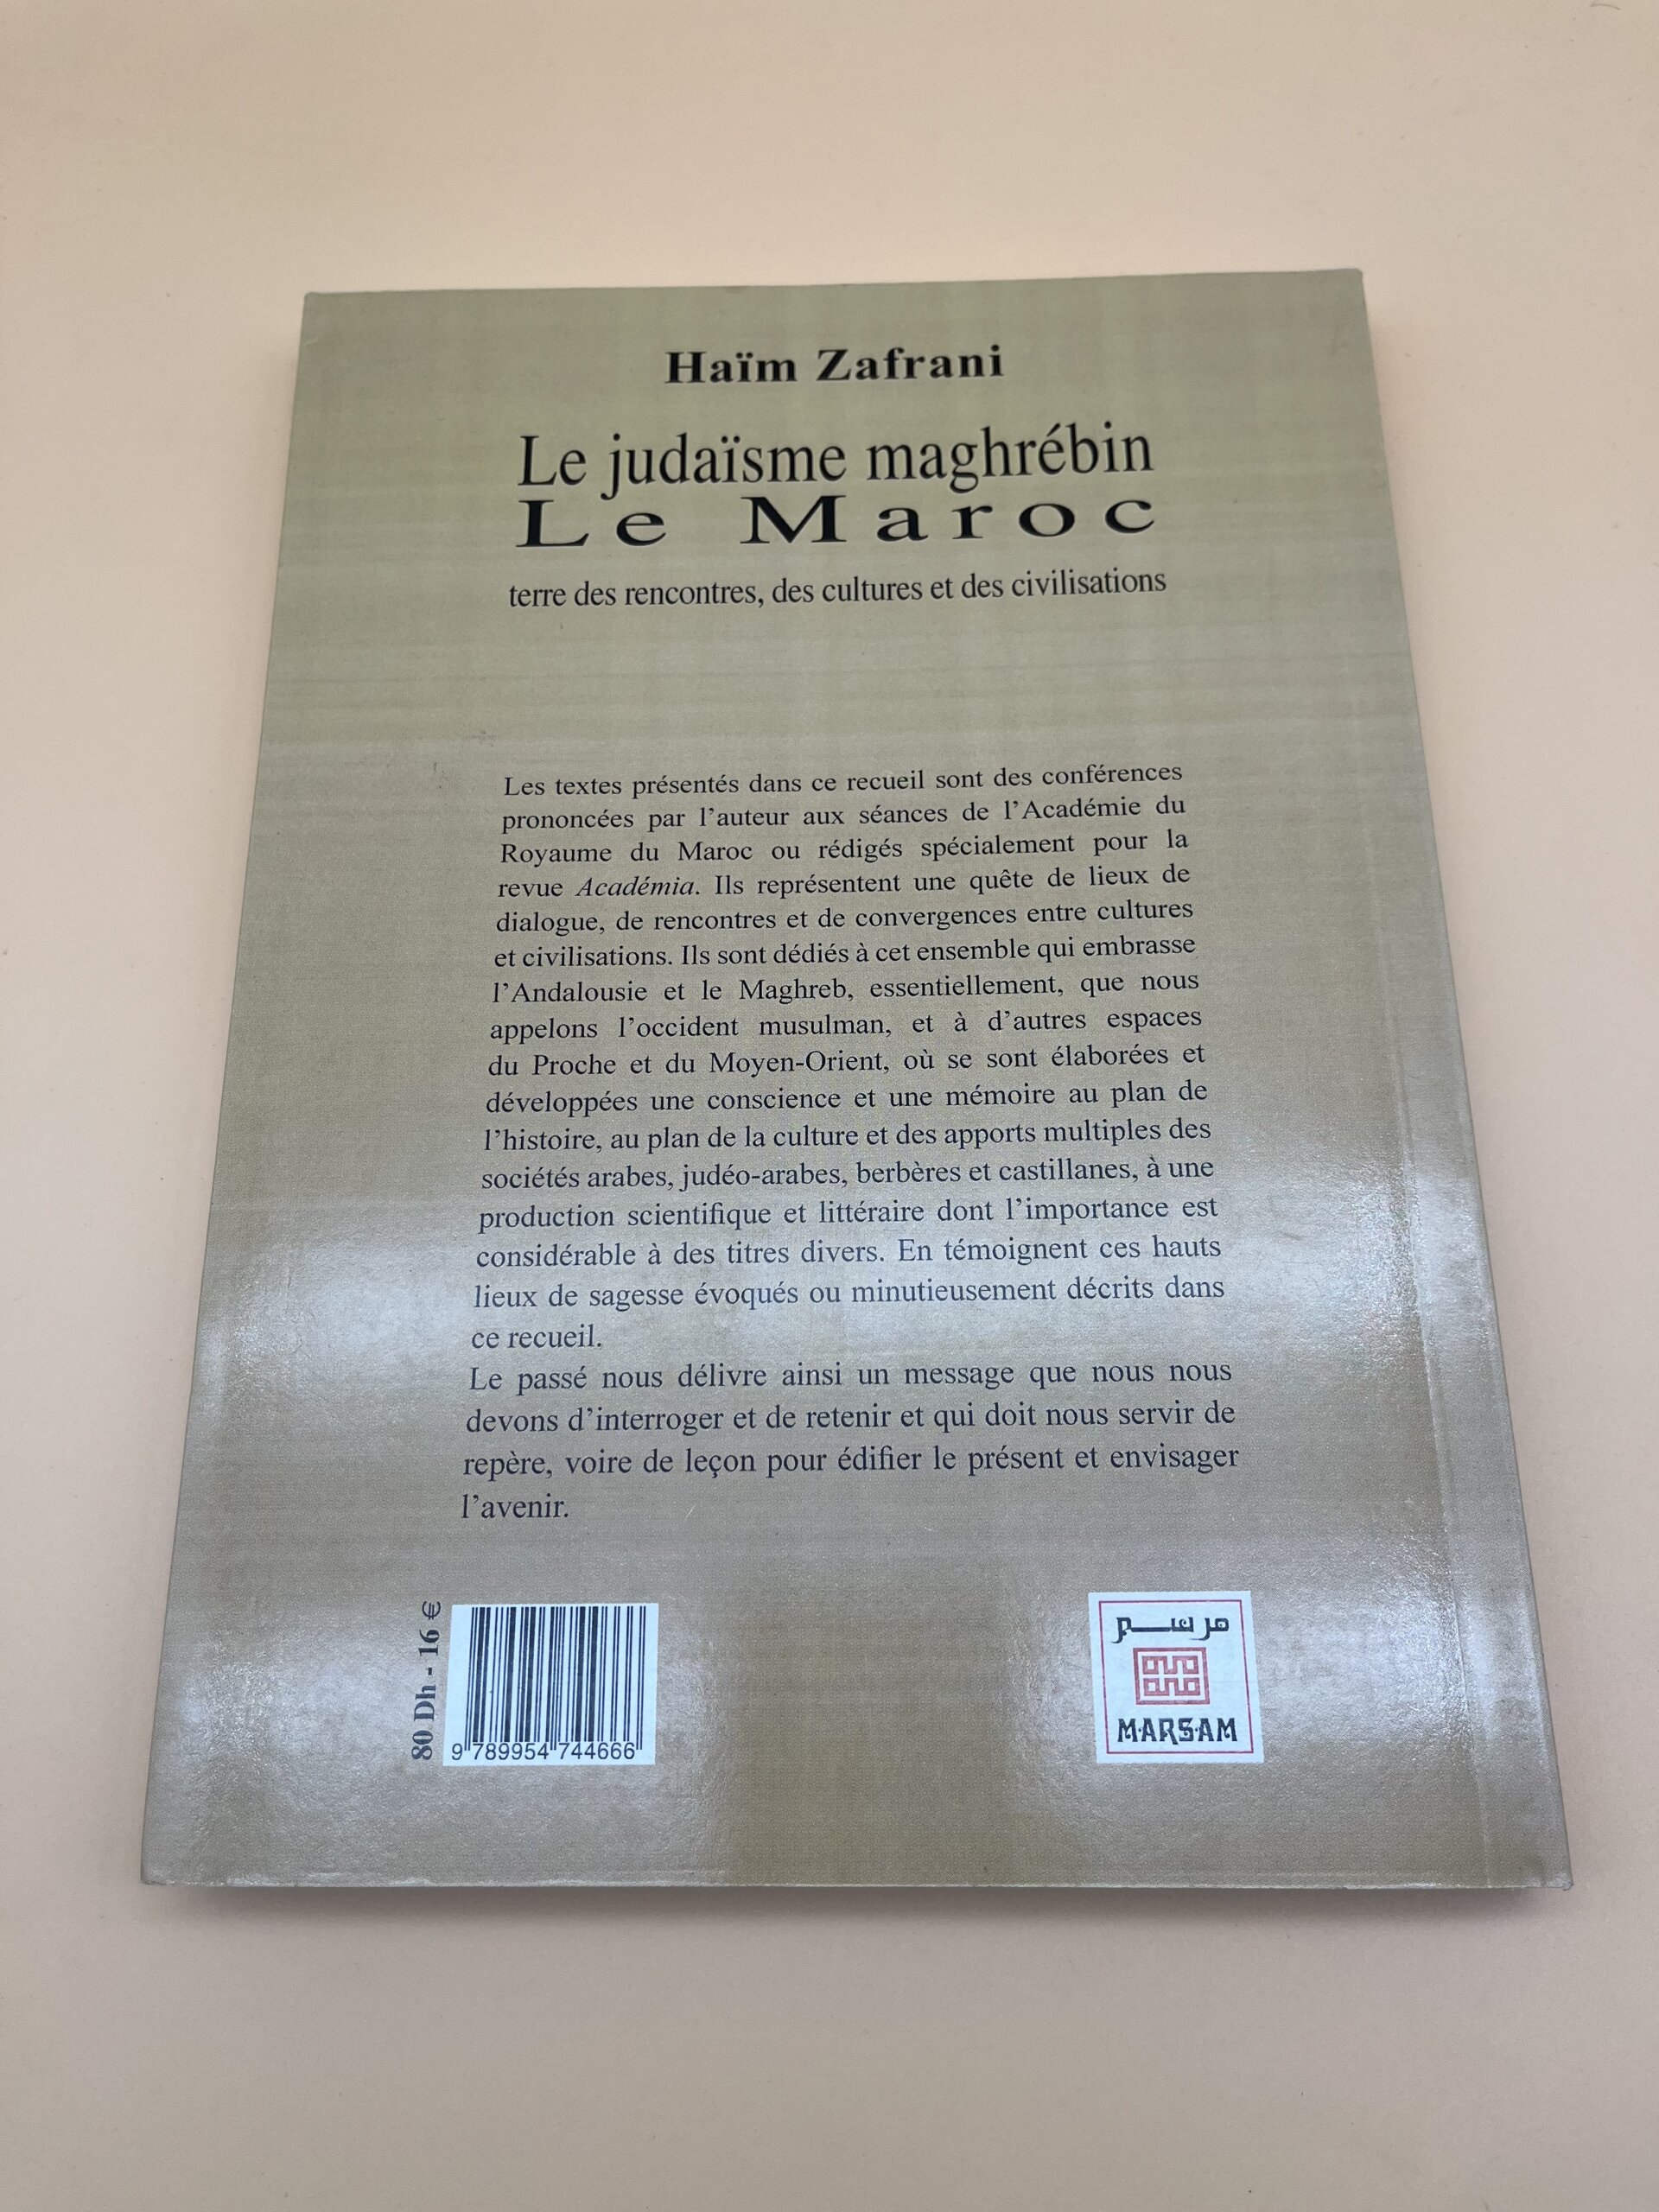 Haïm Zafrani
Le judaïsme maghrébin
Le Maroc
terre des rencontres, des cultures et des civilisations
Les textes présentés dans ce recueil sont des conférences
prononcées par l'auteur aux séances de l'Académie du
Royaume du Maroc ou rédigés spécialement pour la
revue Académia. Ils représentent une quête de lieux de
dialogue, de rencontres et de convergences entre cultures
et civilisations. Ils sont dédiés à cet ensemble qui embrasse
l'Andalousie et le Maghreb, essentiellement, que nous
appelons l'occident musulman, et à d'autres espaces
du Proche et du Moyen-Orient, où se sont élaborées et
développées une conscience et une mémoire au plan de
l'histoire, au plan de la culture et des apports multiples des
sociétés arabes, judéo-arabes, berbères et castillanes, à une
production scientifique et littéraire dont l'importance est
considérable à des titres divers. En témoignent ces hauts
lieux de sagesse évoqués ou minutieusement décrits dans
ce recueil.
Le passé nous délivre ainsi un message que nous nous
devons d'interroger et de retenir et qui doit nous servir de
repère, voire de leçon pour édifier le présent et envisager
l'avenir.
80 Dh - 16 €
9 789954 744666
مرسم
MARSAM